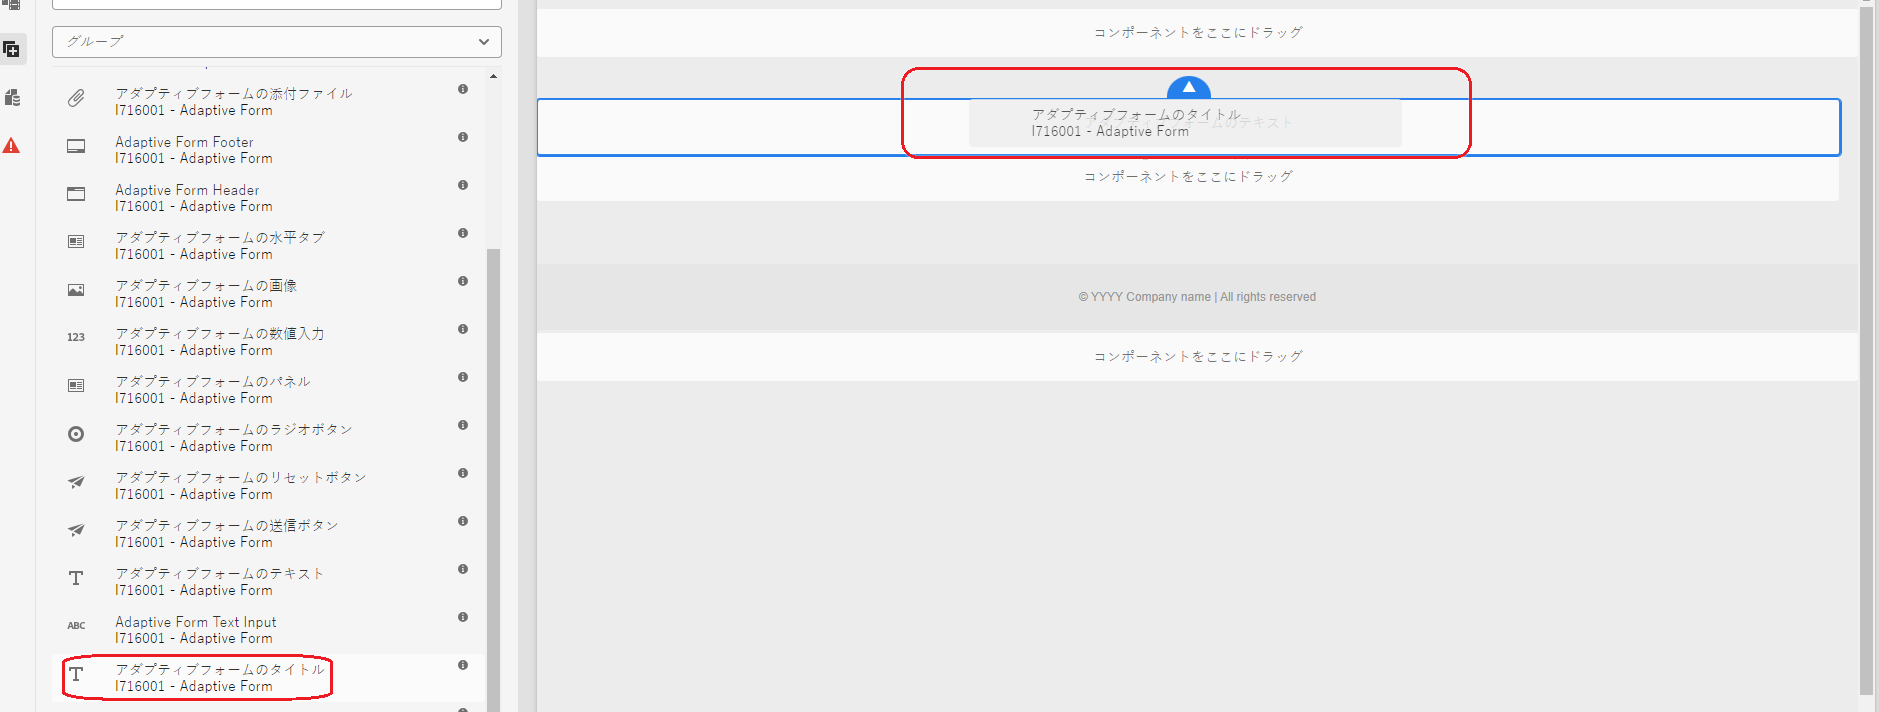 グループ
アダプティブフォームの添付ファイル
I716001 - Adaptive Form
Adaptive Form Footer
I716001 - Adaptive Form
Adaptive Form Header
I716001 - Adaptive Form
アダプティブフォームの水平タブ
I716001 - Adaptive Form
アダプティブフォームの画像
I716001 - Adaptive Form
123
アダプティブフォームの数値入力
I716001 - Adaptive Form
アダプティブフォームのパネル
I716001 - Adaptive Form
アダプティブフォームのラジオボタン
I716001 - Adaptive Form
アダプティブフォームのリセットボタン
I716001 - Adaptive Form
アダプティブフォームの送信ボタン
I716001 - Adaptive Form
アダプティブフォームのテキスト
I716001 - Adaptive Form
ABC
Adaptive Form Text Input
I716001 - Adaptive Form
アダプティブフォームのタイトル
I716001 - Adaptive Form
コンポーネントをここにドラッグ
アダプティブフォームのタイトル
アダプティブフォームのテキスト
I716001 - Adaptive Form
コンポーネントをここにドラッグ
© YYYY Company name | All rights reserved
コンポーネントをここにドラッグ